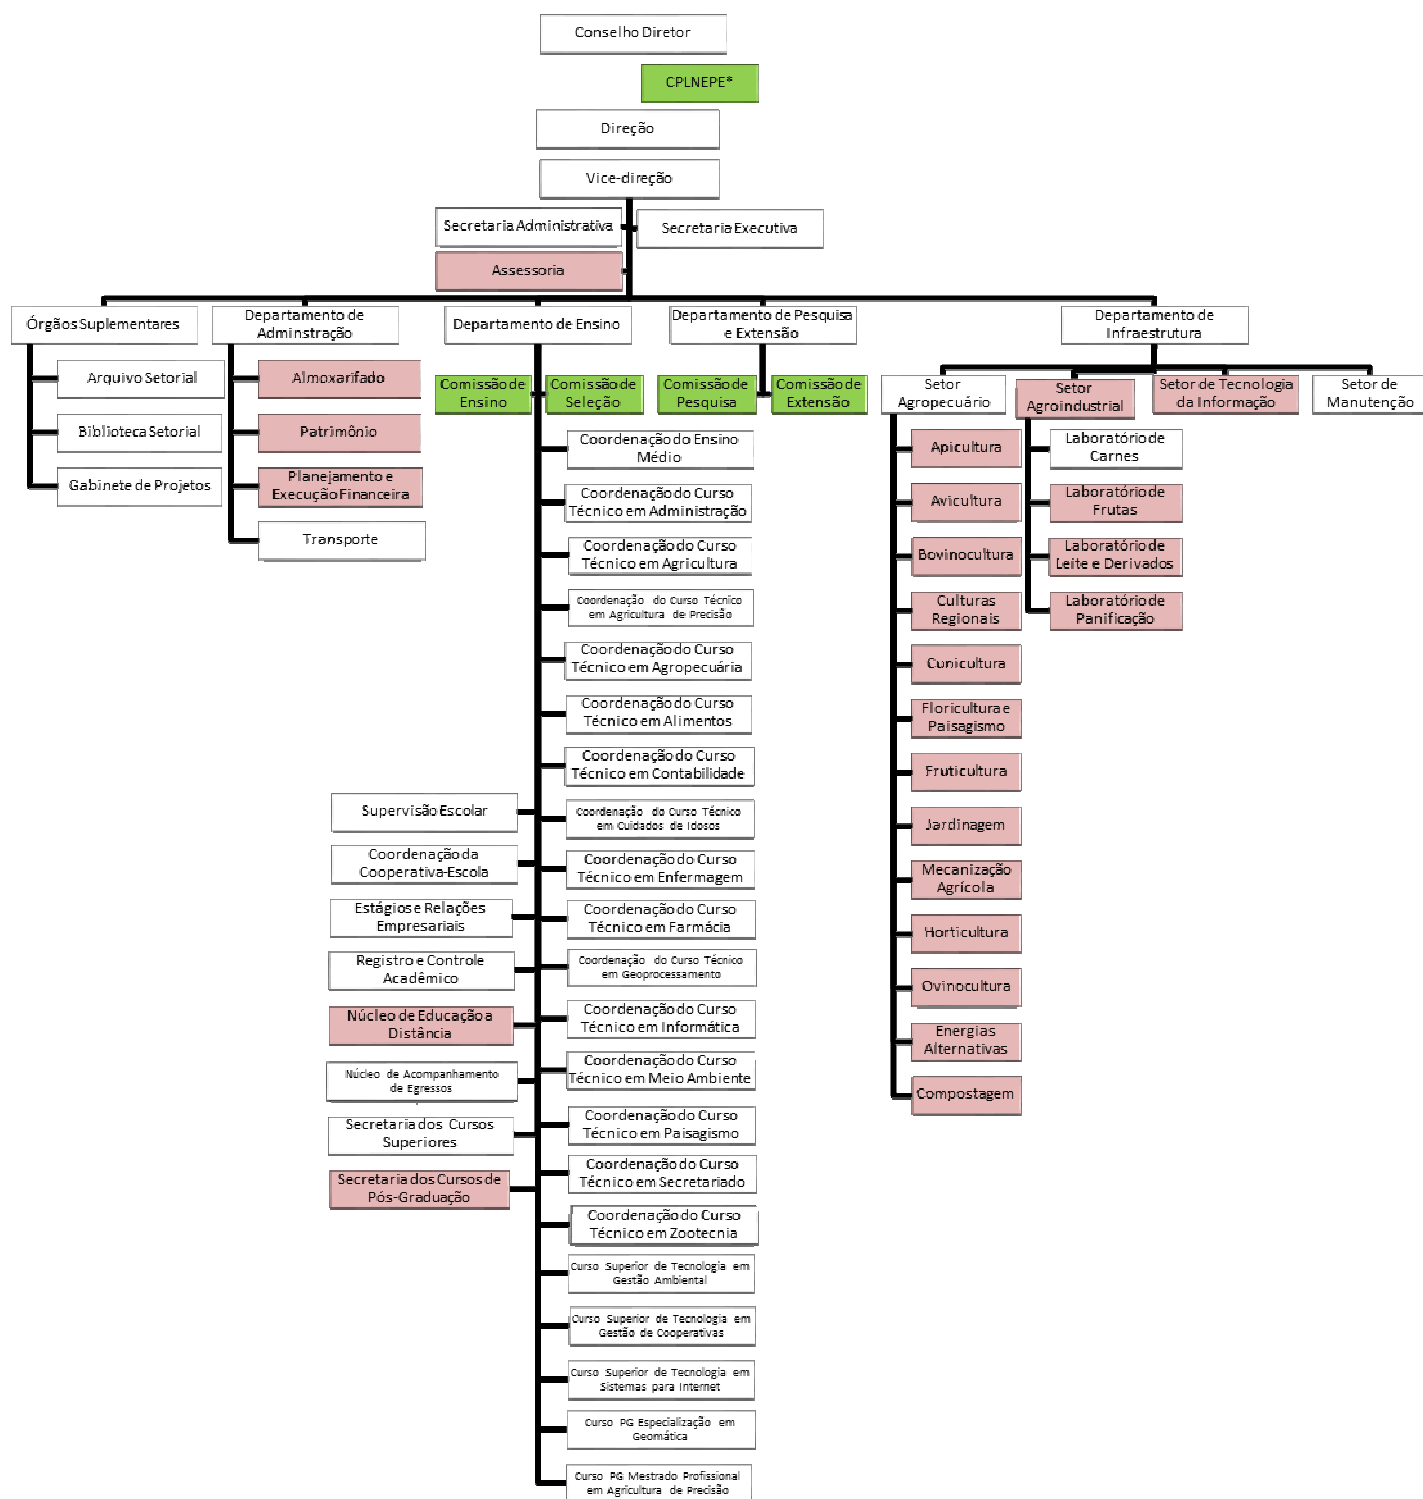 Conselho Diretor
CPLNEPE*
Direção
Vice-direção
Secretaria Administrativa
Secretaria Executiva
Assessoria
Órgãos Suplementares
Departamento de
Adminstração
Departamento de Ensino
Departamento de Pesquisa
e Extensão
Departamento de
Infraestrutura
Arquivo Setorial
Biblioteca Setorial
Gabinete de Projetos
Almoxarifado
Patrimônio
Planejamento e
Execução Financeira
Transporte
Comissão de
Ensino
Comissão de
Seleção
Comissão de
Pesquisa
Comissão de
Extensão
Setor
Agropecuário
Setor
Agroindustrial
Setor de Tecnologia
da Informação
Setor de
Manutenção
Coordenação do Ensino
Médio
Coordenação do Curso
Técnico em Administração
Coordenação do Curso
Técnico em Agricultura
Coordenação do Curso Técnico
em Agricultura de Precisão
Coordenação do Curso
Técnico em Agropecuária
Coordenação do Curso
Técnico em Alimentos
Coordenação do Curso
Técnico em Contabilidade
Coordenação do Curso Técnico
em Cuidados de Idosos
Coordenação do Curso
Técnico em Enfermagem
Coordenação do Curso
Técnico em Farmácia
Coordenação do Curso Técnico
em Geoprocessamento
Coordenação do Curso
Técnico em Informática
Coordenação do Curso
Técnico em Meio Ambiente
Coordenação do Curso
Técnico em Paisagismo
Coordenação do Curso
Técnico em Secretariado
Coordenação do Curso
Técnico em Zootecnia
Curso Superior de Tecnologia em
Gestão Ambiental
Curso Superior de Tecnologia em
Gestão de Cooperativas
Curso Superior de Tecnologia em
Sistemas para Internet
Curso PG Especialização em
Geomática
Curso PG Mestrado Profissional
em Agricultura de Precisão
Supervisão Escolar
Coordenação da
Cooperativa-Escola
Estágios e Relações
Empresariais
Registro e Controle
Acadêmico
Núcleo de Educação a
Distância
Núcleo de Acompanhamento
de Egressos
Secretaria dos Cursos
Superiores
Secretaria dos Cursos de
Pós-Graduação
Apicultura
Avicultura
Bovinocultura
Culturas
Regionais
Cunicultura
Floricultura e
Paisagismo
Fruticultura
Jardinagem
Mecanização
Agrícola
Horticultura
Ovinocultura
Energias
Alternativas
Compostagem
Laboratório de
Carnes
Laboratório de
Frutas
Laboratório de
Leite e Derivados
Laboratório de
Panificação